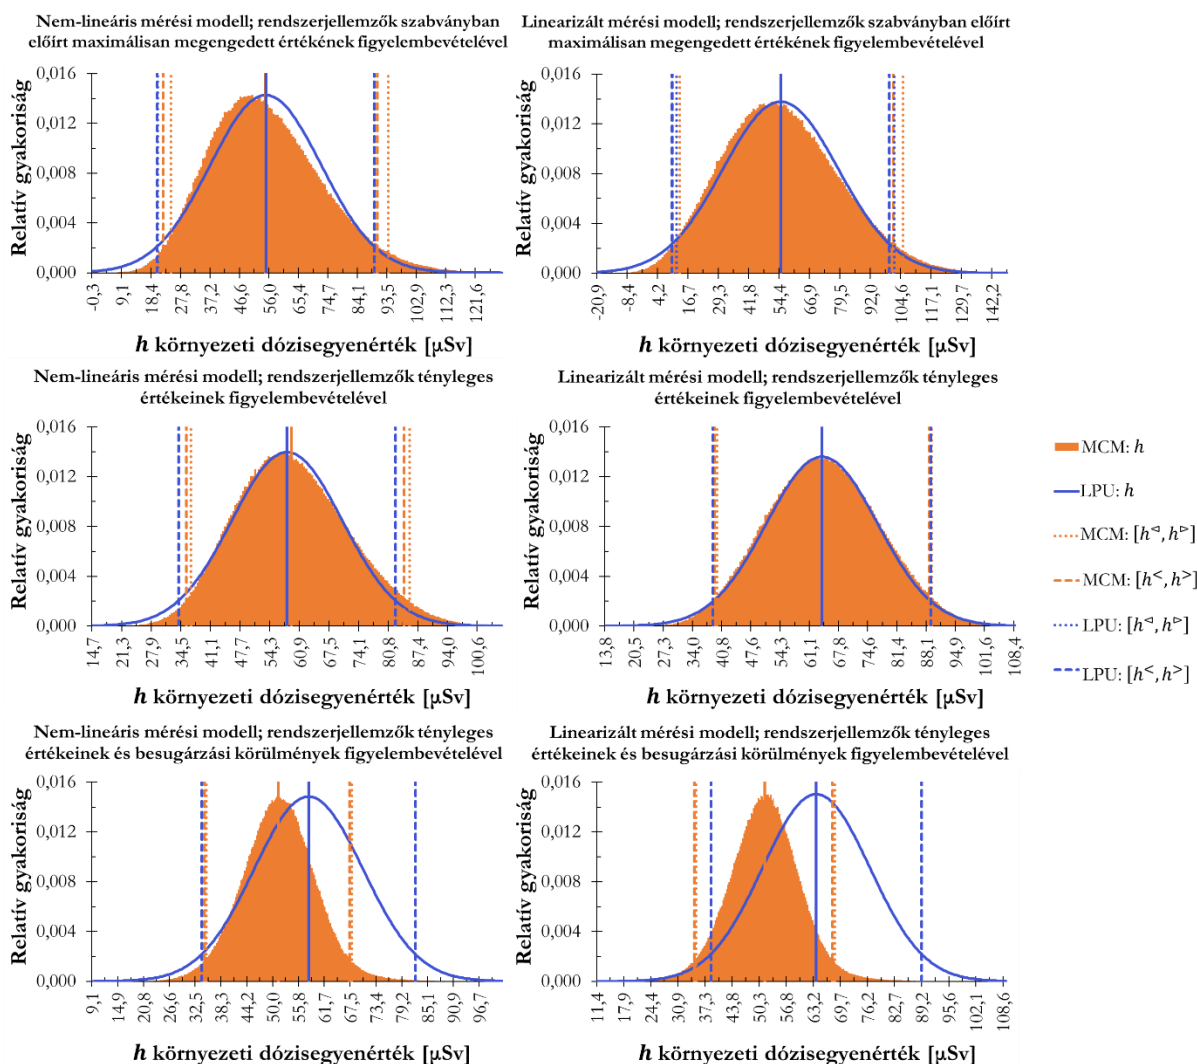 Nem-lineáris mérési modell; rendszerjellemzők szabványban
előírt maximálisan megengedett értékének figyelembevételével
Relatív gyakoriság
0,016
0,012
0,008
0,004
0,000
-0,3 9,1 18,4 27,8 37,2 46,6 56,0 65,4 74,7 84,1 93,5 102,9 112,3 121,6
h környezeti dózisegyenérték [µSv]
Linearizált mérési modell; rendszerjellemzők szabványban előírt
maximálisan megengedett értékének figyelembevételével
Relatív gyakoriság
0,016
0,012
0,008
0,004
0,000
-20,9 -8,4 4,2 16,7 29,3 41,8 54,4 66,9 79,5 92,0 104,6 117,1 129,7 142,2
h környezeti dózisegyenérték [µSv]
Nem-lineáris mérési modell; rendszerjellemzők tényleges
értékeinek figyelembevételével
Relatív gyakoriság
0,016
0,012
0,008
0,004
0,000
14,7 21,3 27,9 34,5 41,1 47,7 54,3 60,9 67,5 74,1 80,8 87,4 94,0 100,6
h környezeti dózisegyenérték [µSv]
Linearizált mérési modell; rendszerjellemzők tényleges
értékeinek figyelembevételével
Relatív gyakoriság
0,016
0,012
0,008
0,004
0,000
13,8 20,5 27,3 34,0 40,8 47,5 54,3 61,1 67,8 74,6 81,3 88,1 94,9 101,6 108,4
h környezeti dózisegyenérték [µSv]
MCM: h
LPU: h
MCM: [h⊲, h⊳]
MCM: [h<, h>]
LPU: [h⊲, h⊳]
LPU: [h<, h>]
Nem-lineáris mérési modell; rendszerjellemzők tényleges
értékeinek és besugárzási körülmények figyelembevételével
Relatív gyakoriság
0,016
0,012
0,008
0,004
0,000
9,1 14,9 20,8 26,6 32,4 38,2 44,1 49,9 55,7 61,7 67,5 73,4 79,2 85,1 90,9 96,7
h környezeti dózisegyenérték [µSv]
Linearizált mérési modell; rendszerjellemzők tényleges
értékeinek és besugárzási körülmények figyelembevételével
Relatív gyakoriság
0,016
0,012
0,008
0,004
0,000
11,4 17,9 24,4 30,9 37,3 43,8 50,3 56,8 63,2 69,7 76,2 82,7 89,2 95,6 102,1 108,6
h környezeti dózisegyenérték [µSv]